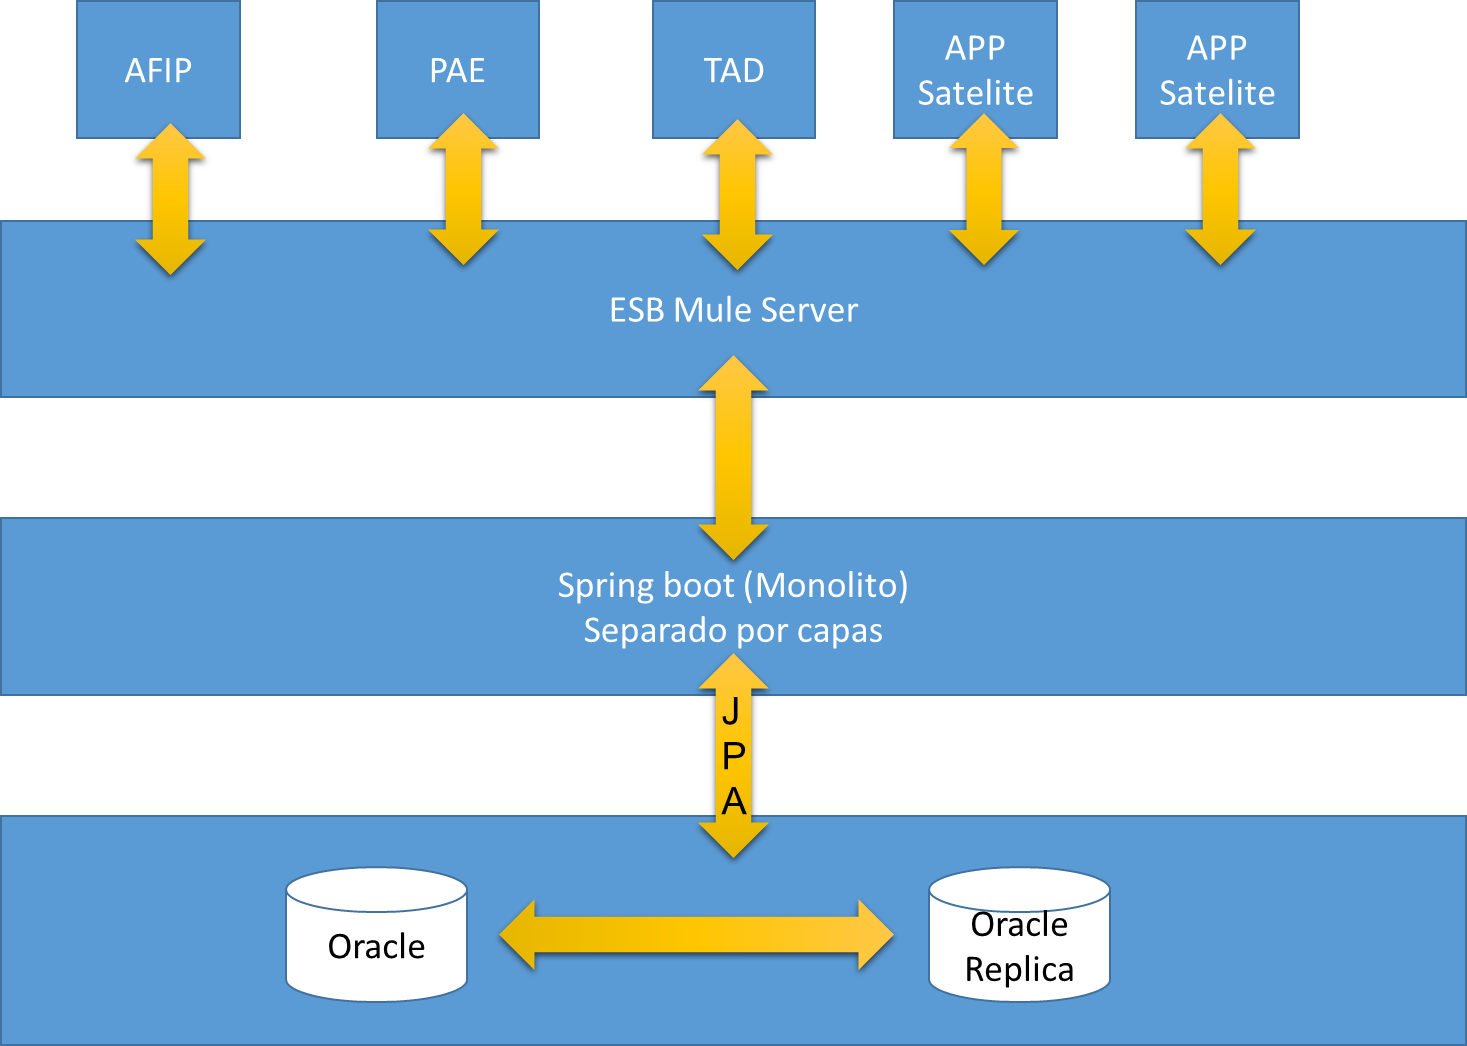 AFIP
PAE
TAD
APP
Satelite
APP
Satelite
ESB Mule Server
Spring boot (Monolito)
Separado por capas
J
P
A
Oracle
Oracle
Replica